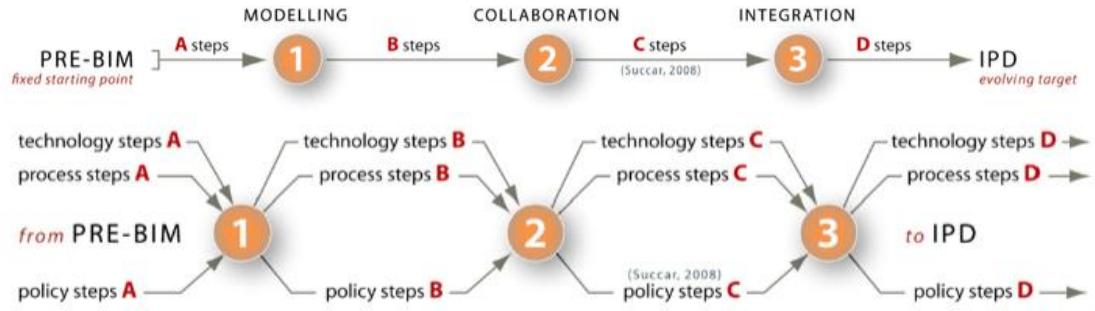 MODELLING COLLABORATION INTEGRATION
PRE-BIM A steps 1 B steps 2 C steps 3 D steps IPD
fixed starting point (Succar, 2008) evolving target
technology steps A technology steps B technology steps C technology steps D
process steps A process steps B process steps C process steps D
from PRE-BIM 1 2 3 to IPD
(Succar, 2008)
policy steps A policy steps B policy steps C policy steps D